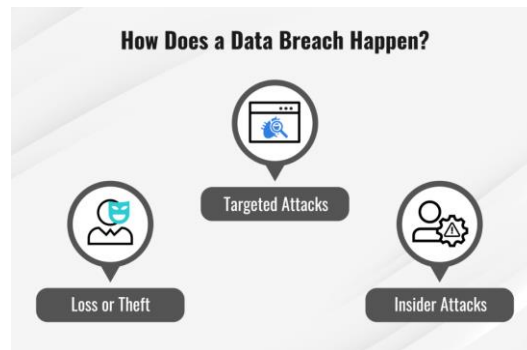 How Does a Data Breach Happen?
Targeted Attacks
Loss or Theft
Insider Attacks